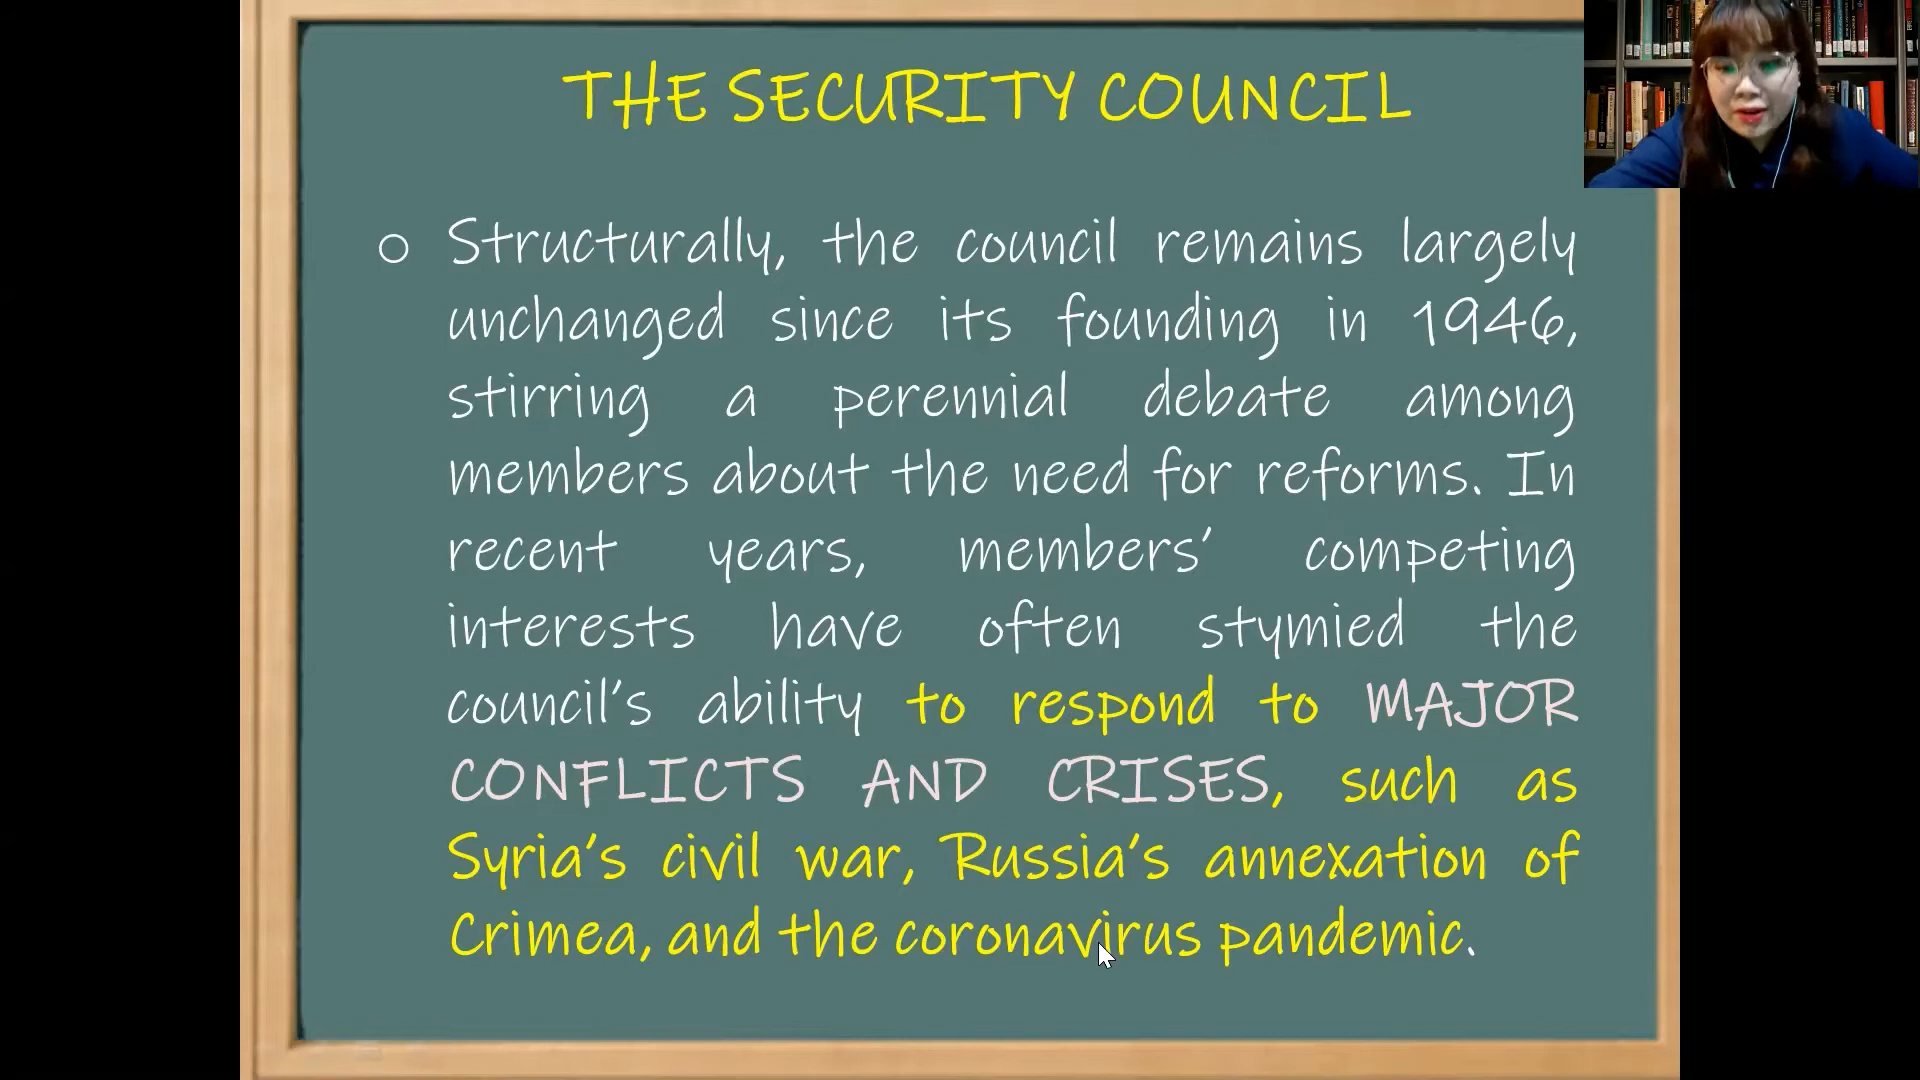 THE SECURITY COUNCIL
○ Structurally, the council remains largely
unchanged since its founding in 1946,
stirring a perennial debate among
members about the need for reforms. In
recent years, members’ competing
interests have often stymied the
council’s ability to respond to MAJOR
CONFLICTS AND CRISES, such as
Syria’s civil war, Russia’s annexation of
Crimea, and the coronavirus pandemic.